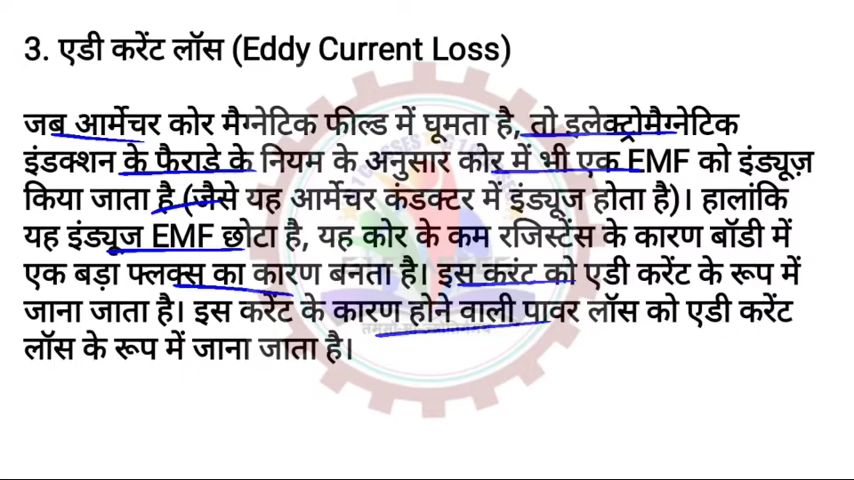 3. एडी करेंट लॉस (Eddy Current Loss)
जब आर्मेचर कोर मैग्नेटिक फील्ड में घूमता है, तो इलेक्ट्रोमैग्नेटिक
इंडक्शन के फैराडे के नियम के अनुसार कोर में भी एक EMF को इंड्यूज़
किया जाता है (जैसे यह आर्मेचर कंडक्टर में इंड्यूज होता है)। हालांकि
यह इंड्यूज EMF छोटा है, यह कोर के कम रजिस्टेंस के कारण बॉडी में
एक बड़ा फ्लक्स का कारण बनता है। इस करंट को एडी करेंट के रूप में
जाना जाता है। इस करेंट के कारण होने वाली पावर लॉस को एडी करेंट
लॉस के रूप में जाना जाता है।